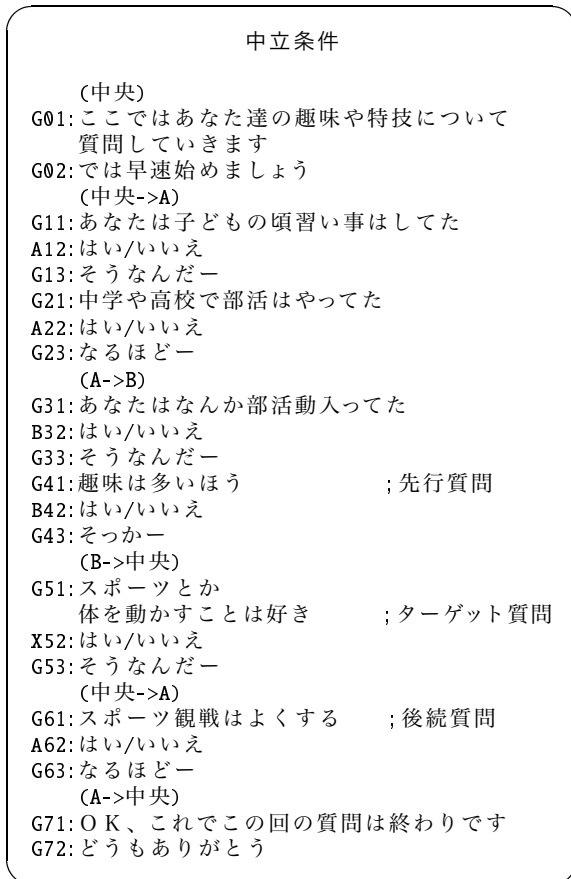 中立条件
(中央)
G01:ここではあなた達の趣味や特技について
質問していきます
G02:では早速始めましょう
(中央->A)
G11:あなたは子どもの頃習い事はしてた
A12:はい/いいえ
G13:そうなんだー
G21:中学や高校で部活はやってた
A22:はい/いいえ
G23:なるほどー
(A->B)
G31:あなたはなんか部活動入ってた
B32:はい/いいえ
G33:そうなんだー
G41:趣味は多いほう ;先行質問
B42:はい/いいえ
G43:そっかー
(B->中央)
G51:スポーツとか
体を動かすことは好き ;ターゲット質問
X52:はい/いいえ
G53:そうなんだー
(中央->A)
G61:スポーツ観戦はよくする ;後続質問
A62:はい/いいえ
G63:なるほどー
(A->中央)
G71:ＯＫ、これでこの回の質問は終わりです
G72:どうもありがとう